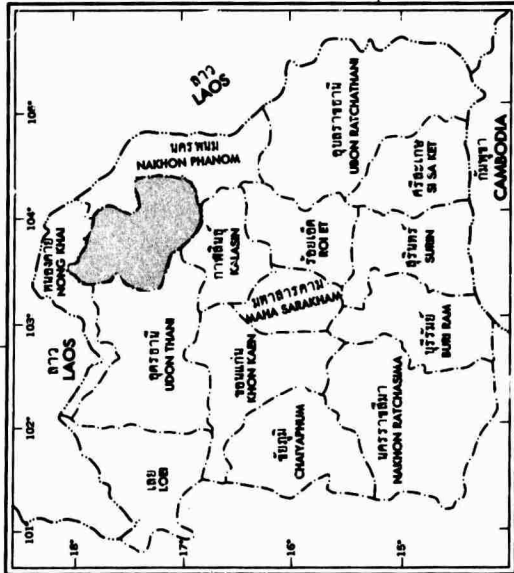 101°
102°
103°
104°
105°
18°
17°
16°
15°
ลาว
LAOS
ลาว
LAOS
หนองคาย
NONG KHAI
นครพนม
NAKHON PHANOM
เลย
LOEI
อุดรธานี
UDON THANI
กาฬสินธุ์
KALASIN
ขอนแก่น
KHON KAEN
ชัยภูมิ
CHAIYAPHUM
มหาสารคาม
MAHA SARAKHAM
ร้อยเอ็ด
ROI ET
อุบลราชธานี
UBON RATCHATHANI
นครราชสีมา
NAKHON RATCHASIMA
บุรีรัมย์
BURI RAM
สุรินทร์
SURIN
ศรีสะเกษ
SI SA KET
กัมพูชา
CAMBODIA